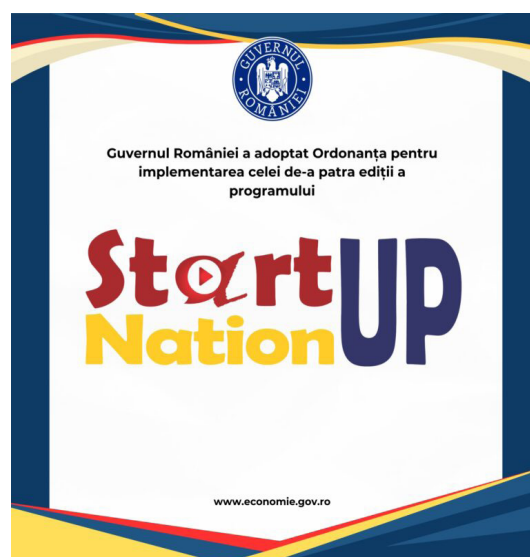 GUVERNUL ROMÂNIEI
Guvernul României a adoptat Ordonanța pentru
implementarea celei de-a patra ediții a
programului
Start UP
Nation
www.economie.gov.ro